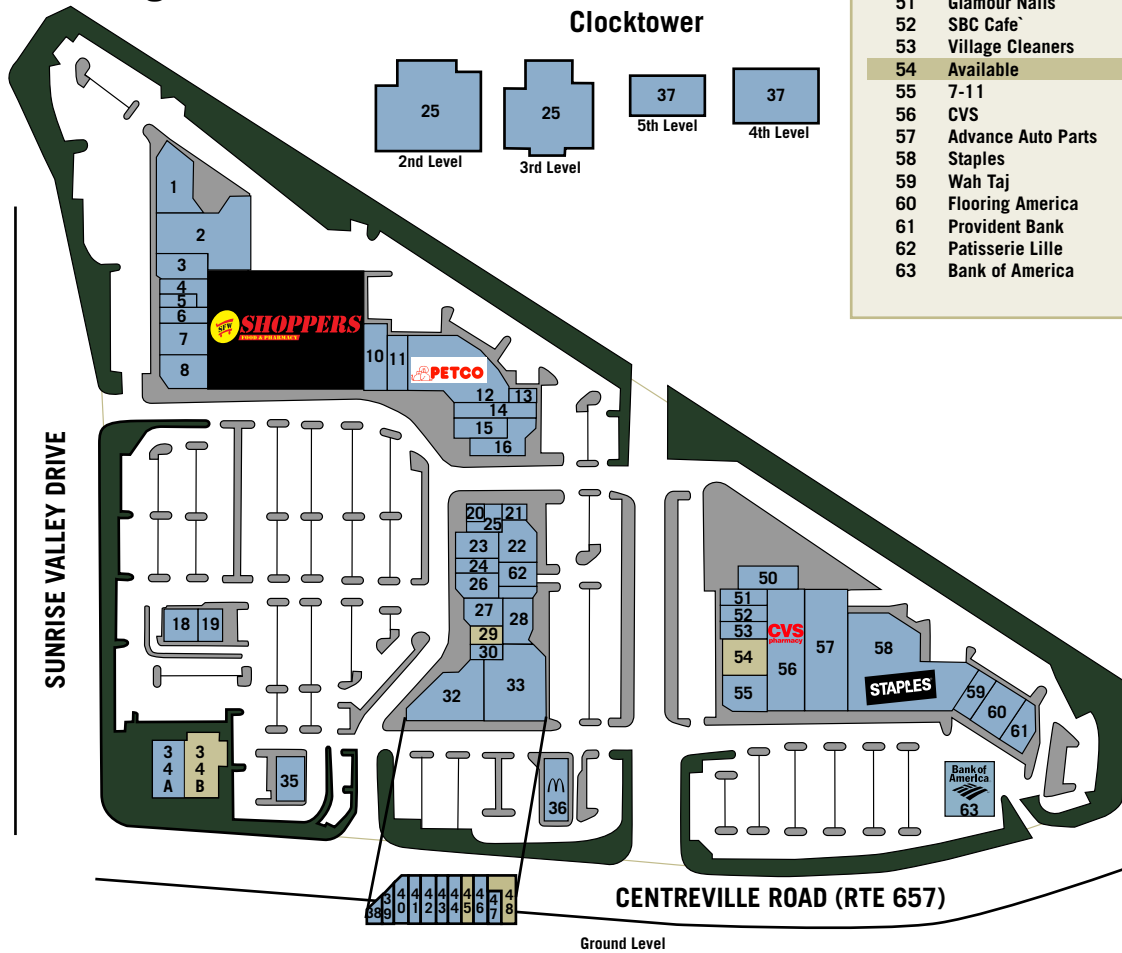 51 Glamour Nails
Clocktower
52 SBC Cafe`
53 Village Cleaners
54 Available
55 7-11
56 CVS
57 Advance Auto Parts
58 Staples
59 Wah Taj
60 Flooring America
61 Provident Bank
62 Patisserie Lille
63 Bank of America
25
25
37
37
2nd Level
3rd Level
5th Level
4th Level
1
2
3
4
5
6
7
8
SFW SHOPPERS
FOOD & PHARMACY
10
11
PETCO
12
13
14
15
16
SUNRISE VALLEY DRIVE
20
21
25
23
22
24
62
26
27
28
29
30
32
33
18
19
34A
34B
35
36
50
51
52
53
54
55
CVS
pharmacy
56
57
58
STAPLES
59
60
61
Bank of
America
63
38
39
40
41
42
43
44
45
46
47
48
CENTREVILLE ROAD (RTE 657)
Ground Level